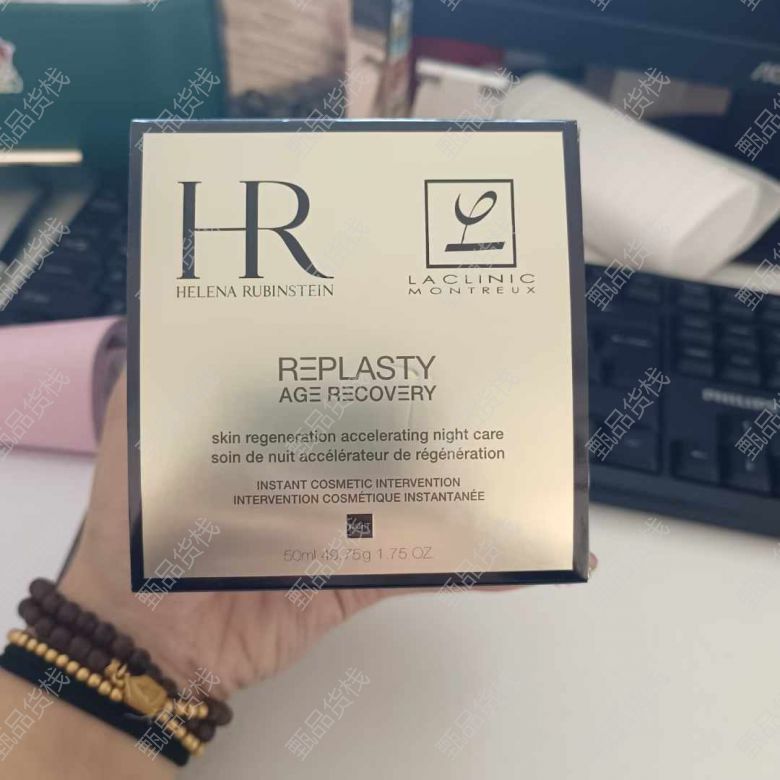 HR
HELENA RUBINSTEIN
LACLINIC
MONTREUX
REPLASTY
AGE RECOVERY
skin regeneration accelerating night care
soin de nuit accélérateur de régénération
INSTANT COSMETIC INTERVENTION
INTERVENTION COSMÉTIQUE INSTANTANÉE
50ml 49.75g 1.75 OZ.
PHILIPS
甄品货栈